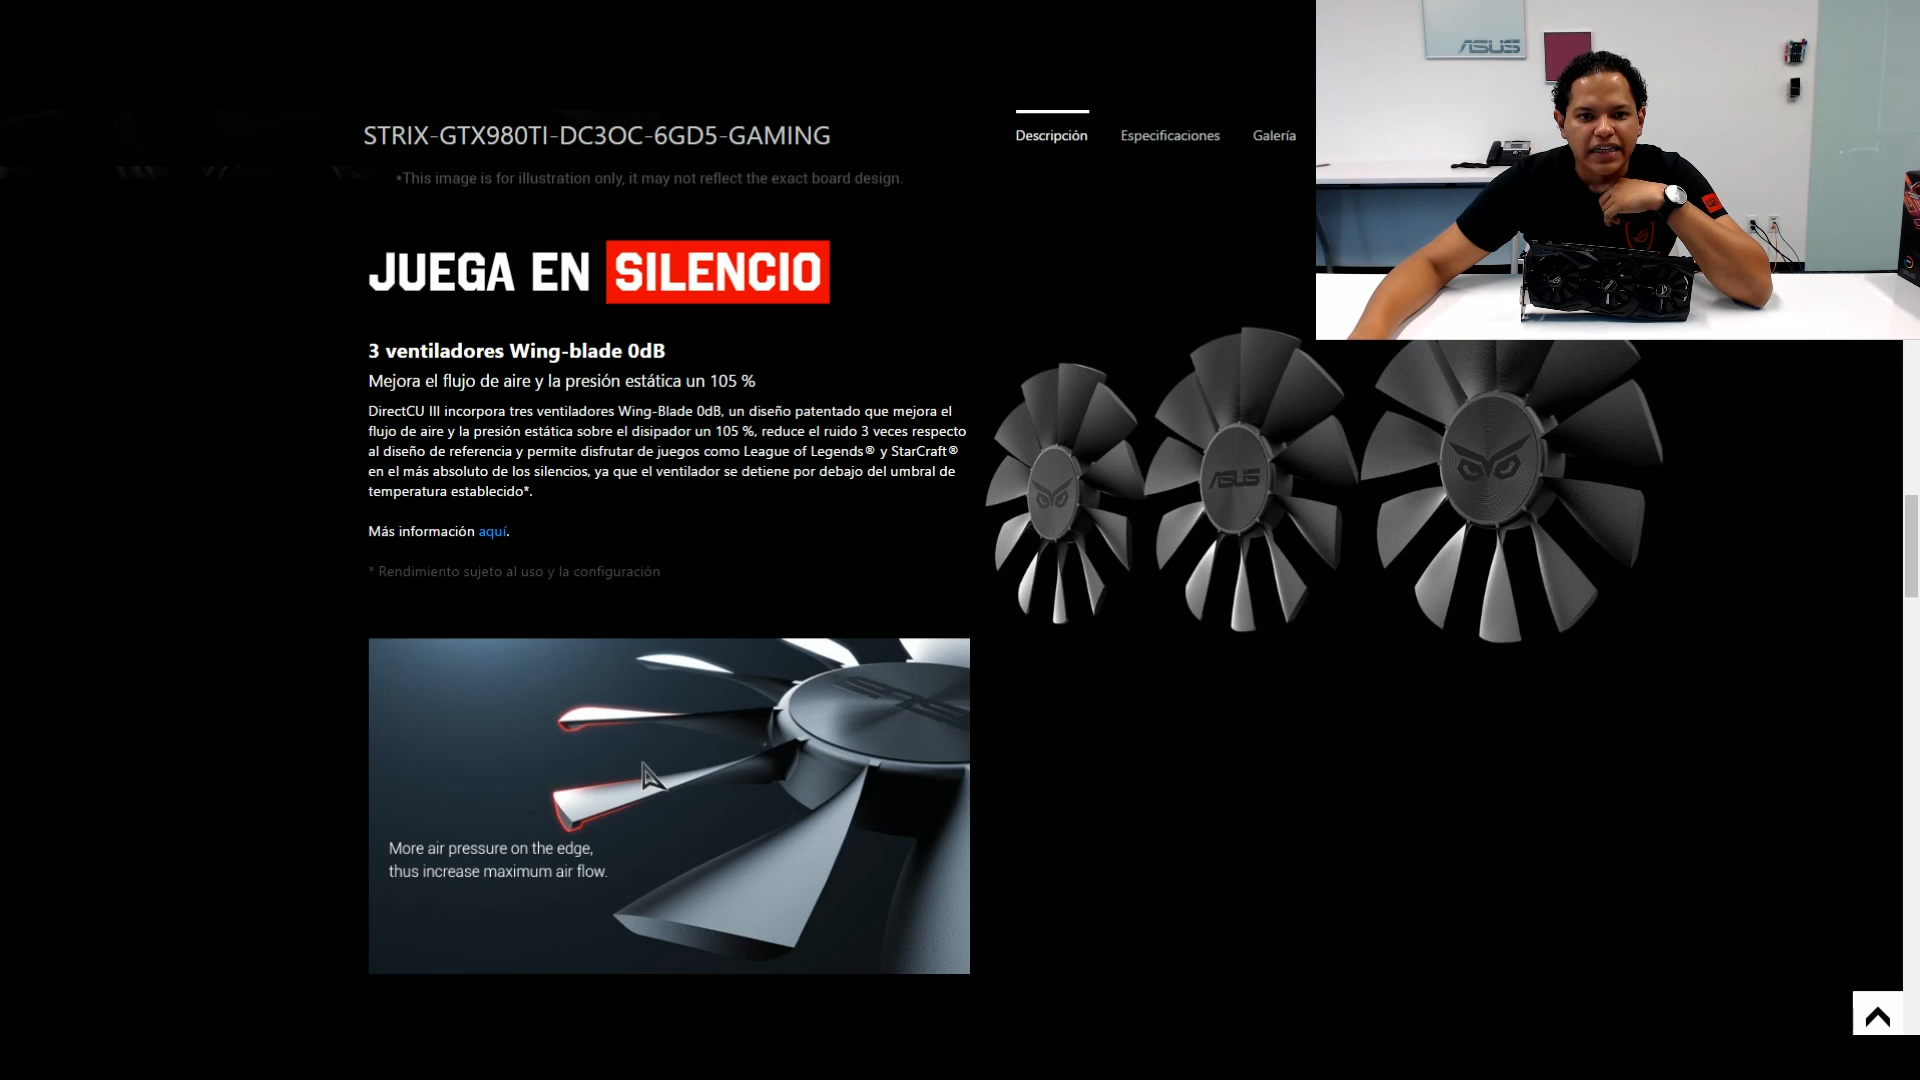 ASUS
STRIX-GTX980TI-DC3OC-6GD5-GAMING
Descripción
Especificaciones
Galería
*This image is for illustration only, it may not reflect the exact board design.
JUEGA EN SILENCIO
3 ventiladores Wing-blade 0dB
Mejora el flujo de aire y la presión estática un 105 %
DirectCU III incorpora tres ventiladores Wing-Blade 0dB, un diseño patentado que mejora el
flujo de aire y la presión estática sobre el disipador un 105 %, reduce el ruido 3 veces respecto
al diseño de referencia y permite disfrutar de juegos como League of Legends® y StarCraft®
en el más absoluto de los silencios, ya que el ventilador se detiene por debajo del umbral de
temperatura establecido*.
Más información aquí.
* Rendimiento sujeto al uso y la configuración
ASUS
ASUS
More air pressure on the edge,
thus increase maximum air flow.